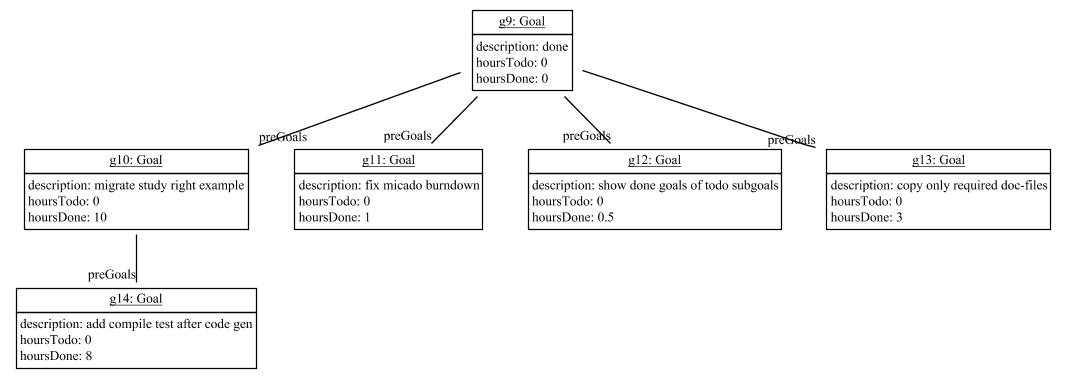 g9: Goal
description: done
hoursTodo: 0
hoursDone: 0
preGoals
preGoals
preGoals
preGoals
g10: Goal
description: migrate study right example
hoursTodo: 0
hoursDone: 10
g11: Goal
description: fix micado burndown
hoursTodo: 0
hoursDone: 1
g12: Goal
description: show done goals of todo subgoals
hoursTodo: 0
hoursDone: 0.5
g13: Goal
description: copy only required doc-files
hoursTodo: 0
hoursDone: 3
preGoals
g14: Goal
description: add compile test after code gen
hoursTodo: 0
hoursDone: 8